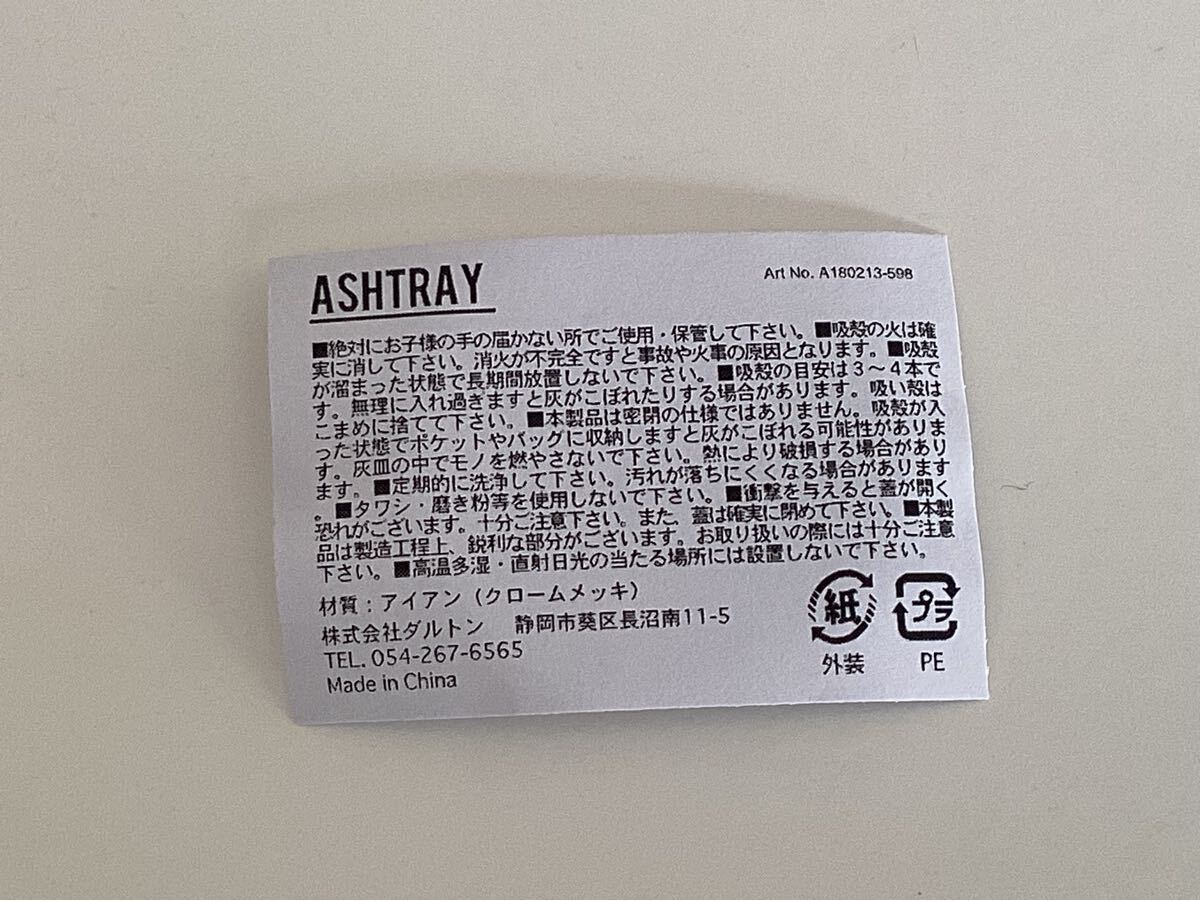 ASHTRAY
Art No. A180213-598
■絶対にお子様の手の届かない所でご使用・保管して下さい。■吸殻の火は確
実に消して下さい。消火が不完全ですと事故や火事の原因となります。■吸殻
が溜まった状態で長期間放置しないで下さい。■吸殻の目安は3〜4本で
す。無理に入れ過ぎますと灰がこぼれたりする場合があります。吸い殻は
こまめに捨てて下さい。■本製品は密閉の仕様ではありません。吸殻が入
った状態でポケットやバッグに収納しますと灰がこぼれる可能性がありま
す。灰皿の中でモノを燃やさないで下さい。熱により破損する場合があり
ます。■定期的に洗浄して下さい。汚れが落ちにくくなる場合があります
。■タワシ・磨き粉等を使用しないで下さい。■衝撃を与えると蓋が開く
恐れがございます。十分ご注意下さい。また、蓋は確実に閉めて下さい。■本製
品は製造工程上、鋭利な部分がございます。お取り扱いの際には十分ご注意
下さい。■高温多湿・直射日光の当たる場所には設置しないで下さい。
材質：アイアン（クロームメッキ）
株式会社ダルトン 静岡市葵区長沼南11-5
TEL. 054-267-6565
Made in China
紙
外装
プラ
PE